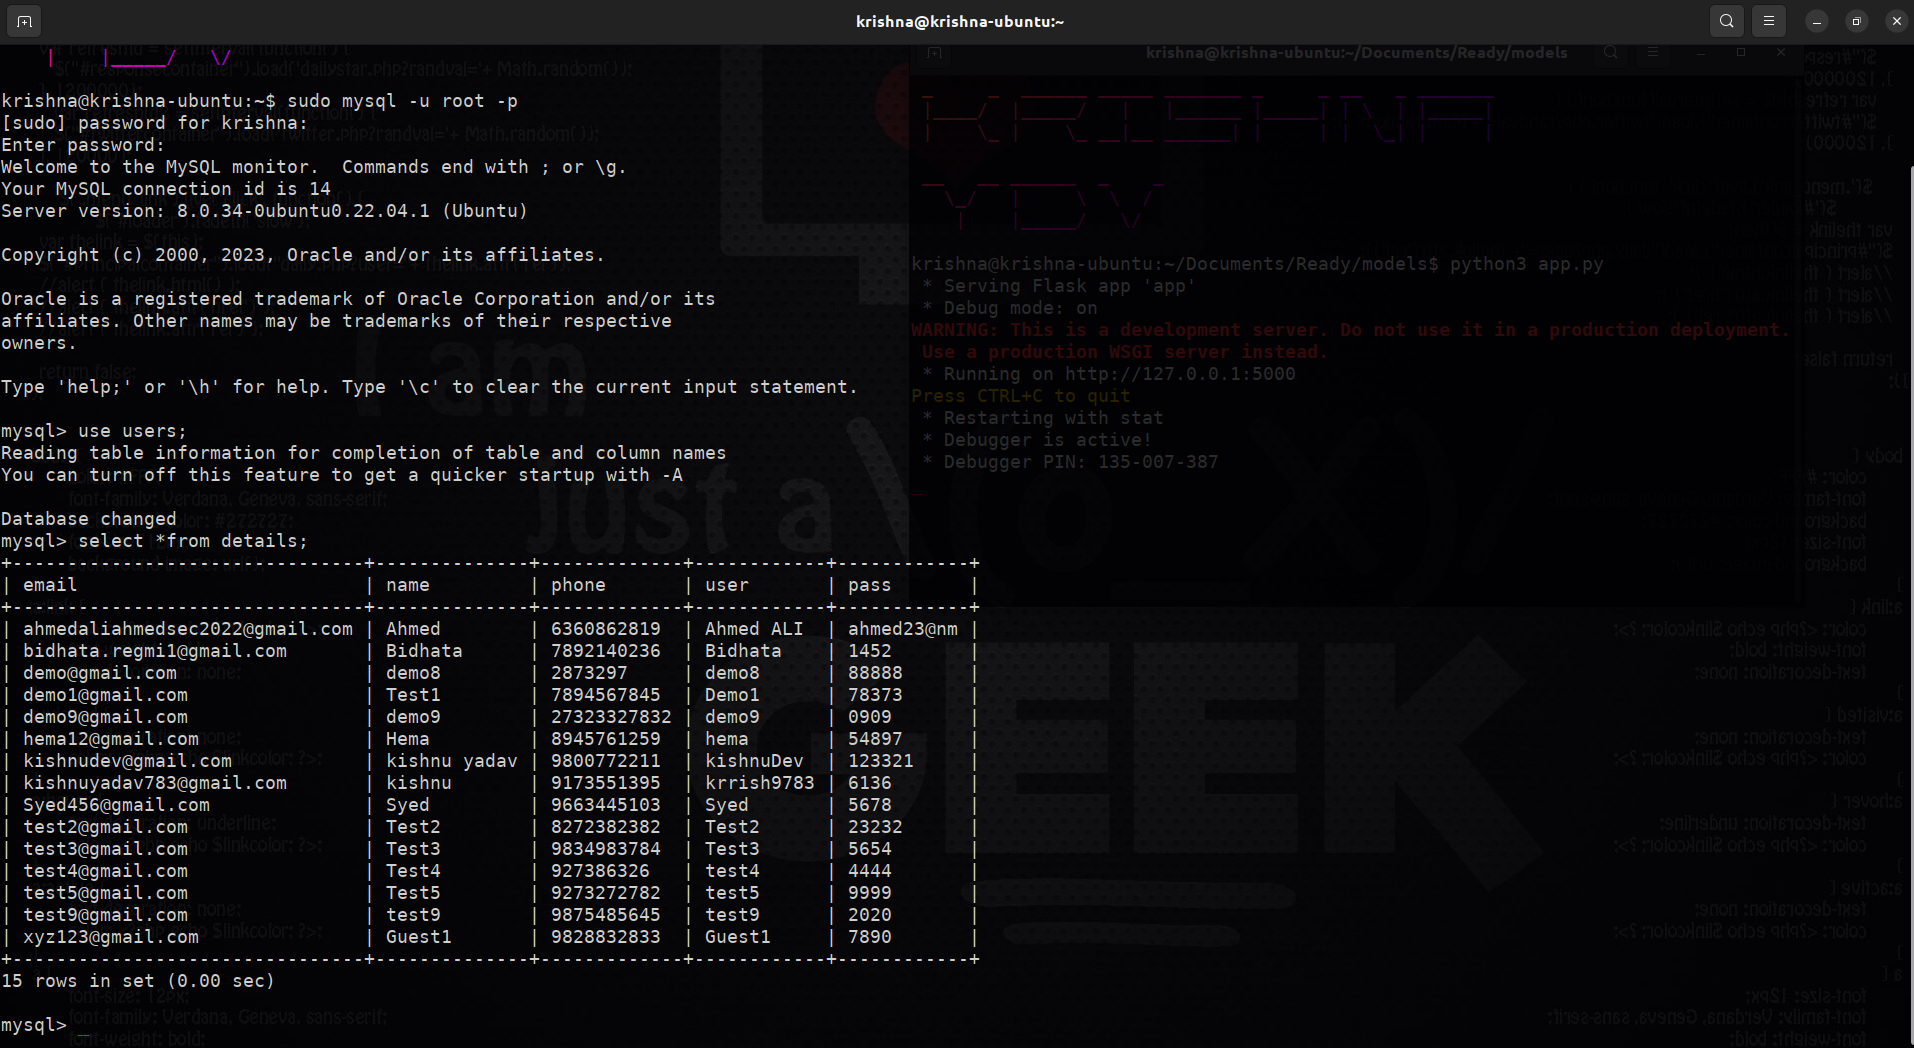 krishna@krishna-ubuntu:~
krishna@krishna-ubuntu:~$ sudo mysql -u root -p
[sudo] password for krishna:
Enter password:
Welcome to the MySQL monitor.  Commands end with ; or \g.
Your MySQL connection id is 14
Server version: 8.0.34-0ubuntu0.22.04.1 (Ubuntu)
Copyright (c) 2000, 2023, Oracle and/or its affiliates.
Oracle is a registered trademark of Oracle Corporation and/or its
affiliates. Other names may be trademarks of their respective
owners.
Type 'help;' or '\h' for help. Type '\c' to clear the current input statement.
mysql> use users;
Reading table information for completion of table and column names
You can turn off this feature to get a quicker startup with -A
Database changed
mysql> select *from details;
+--------------------------------+--------------+-------------+------------+------------+
| email | name | phone | user | pass |
+--------------------------------+--------------+-------------+------------+------------+
| ahmedaliahmedsec2022@gmail.com | Ahmed | 6360862819 | Ahmed ALI | ahmed23@nm |
| bidhata.regmi1@gmail.com | Bidhata | 7892140236 | Bidhata | 1452 |
| demo@gmail.com | demo8 | 2873297 | demo8 | 88888 |
| demo1@gmail.com | Test1 | 7894567845 | Demo1 | 78373 |
| demo9@gmail.com | demo9 | 27323327832 | demo9 | 0909 |
| hema12@gmail.com | Hema | 8945761259 | hema | 54897 |
| kishnudev@gmail.com | kishnu yadav | 9800772211 | kishnuDev | 123321 |
| kishnuyadav783@gmail.com | kishnu | 9173551395 | krrish9783 | 6136 |
| Syed456@gmail.com | Syed | 9663445103 | Syed | 5678 |
| test2@gmail.com | Test2 | 8272382382 | Test2 | 23232 |
| test3@gmail.com | Test3 | 9834983784 | Test3 | 5654 |
| test4@gmail.com | Test4 | 927386326 | test4 | 4444 |
| test5@gmail.com | Test5 | 9273272782 | test5 | 9999 |
| test9@gmail.com | test9 | 9875485645 | test9 | 2020 |
| xyz123@gmail.com | Guest1 | 9828832833 | Guest1 | 7890 |
+--------------------------------+--------------+-------------+------------+------------+
15 rows in set (0.00 sec)
mysql> _
krishna@krishna-ubuntu:~/Documents/Ready/models
krishna@krishna-ubuntu:~/Documents/Ready/models$ python3 app.py
* Serving Flask app 'app'
* Debug mode: on
WARNING: This is a development server. Do not use it in a production deployment.
Use a production WSGI server instead.
* Running on http://127.0.0.1:5000
Press CTRL+C to quit
* Restarting with stat
* Debugger is active!
* Debugger PIN: 135-007-387
I am
just a
GEEK